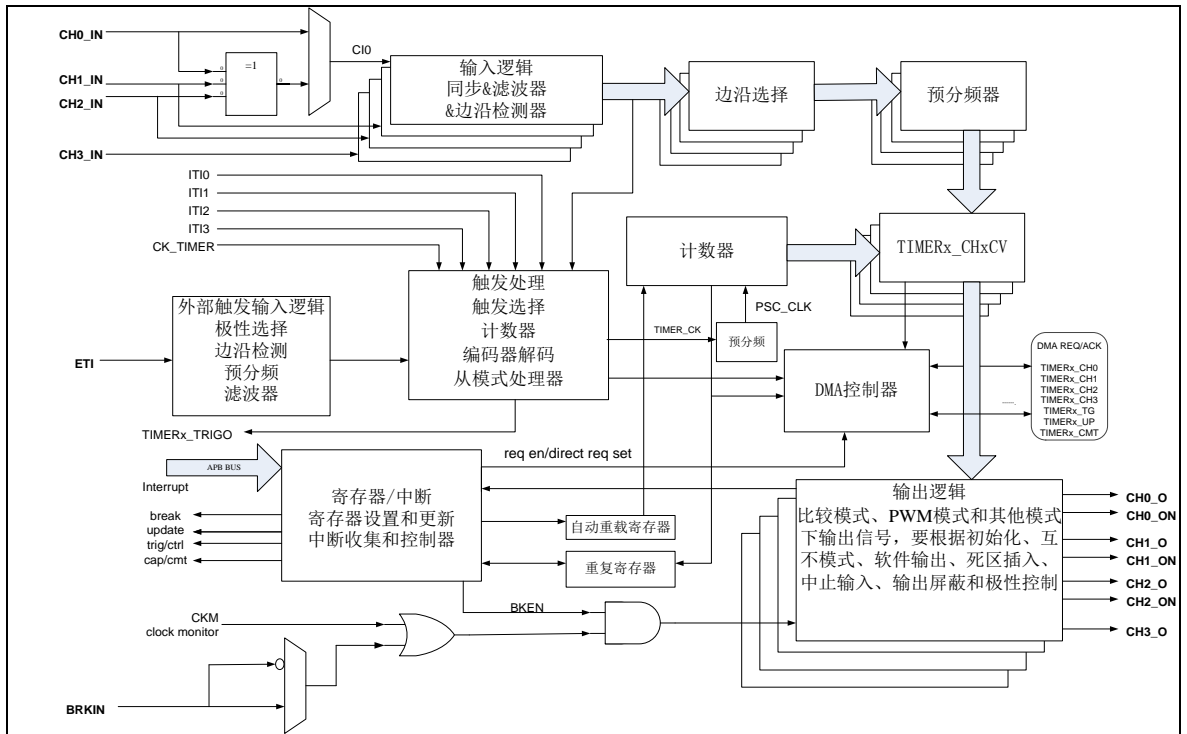 CH0_IN
=1
CH1_IN
CH2_IN
CH3_IN
CI0
输入逻辑
同步&滤波器
&边沿检测器
边沿选择
预分频器
ITI0
ITI1
ITI2
ITI3
CK_TIMER
计数器
TIMERx_CHxCV
触发处理
触发选择
计数器
编码器解码
从模式处理器
外部触发输入逻辑
极性选择
边沿检测
预分频
滤波器
ETI
TIMER_CK
PSC_CLK
预分频
DMA控制器
DMA REQ/ACK
TIMERx_CH0
TIMERx_CH1
TIMERx_CH2
TIMERx_CH3
TIMERx_TG
TIMERx_UP
TIMERx_CMT
TIMERx_TRIGO
APB BUS
Interrupt
break
update
trig/ctrl
cap/cmt
req en/direct req set
寄存器/中断
寄存器设置和更新
中断收集和控制器
自动重载寄存器
重复寄存器
输出逻辑
比较模式、PWM模式和其他模式
下输出信号，要根据初始化、互
不模式、软件输出、死区插入、
中止输入、输出屏蔽和极性控制
CH0_O
CH0_ON
CH1_O
CH1_ON
CH2_O
CH2_ON
CH3_O
BKEN
CKM
clock monitor
BRKIN